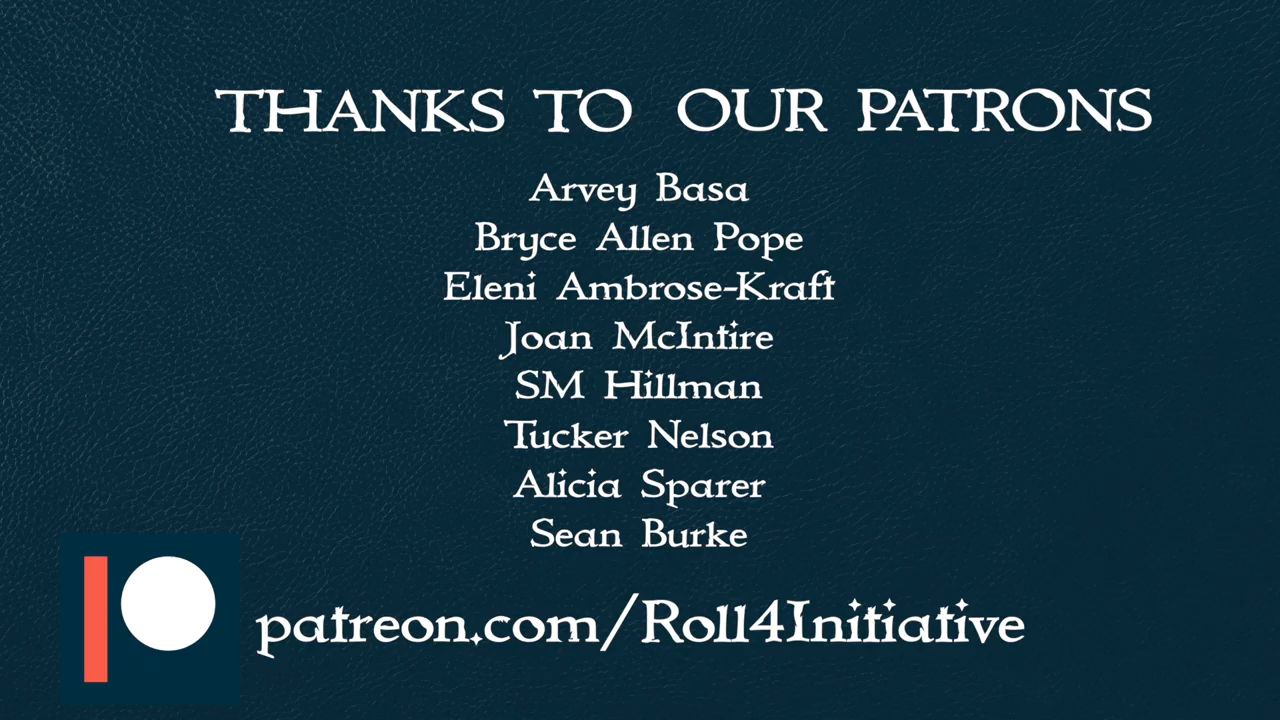 THANKS TO OUR PATRONS
Arvey Basa
Bryce Allen Pope
Eleni Ambrose-Kraft
Joan McIntire
SM Hillman
Tucker Nelson
Alicia Sparer
Sean Burke
patreon.com/Roll4Initiative